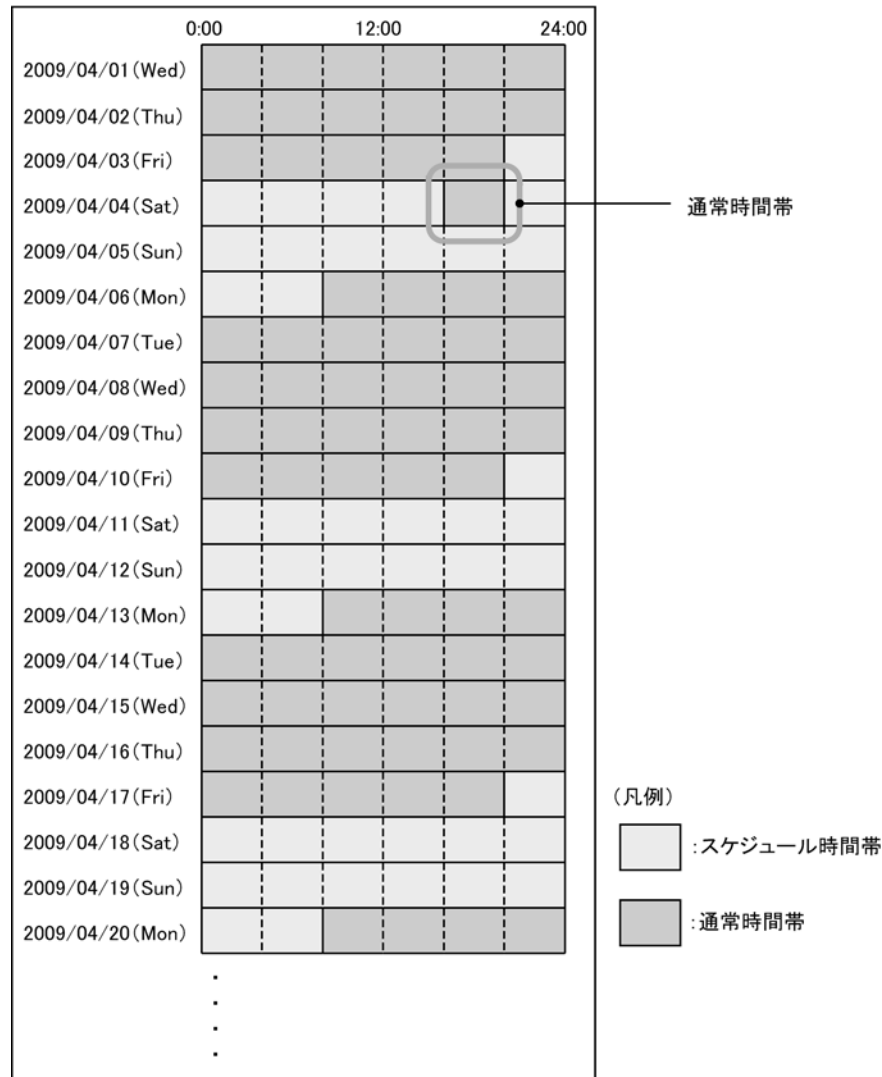 0:00 12:00 24:00
2009/04/01(Wed)
2009/04/02(Thu)
2009/04/03(Fri)
2009/04/04(Sat)
通常時間帯
2009/04/05(Sun)
2009/04/06(Mon)
2009/04/07(Tue)
2009/04/08(Wed)
2009/04/09(Thu)
2009/04/10(Fri)
2009/04/11(Sat)
2009/04/12(Sun)
2009/04/13(Mon)
2009/04/14(Tue)
2009/04/15(Wed)
2009/04/16(Thu)
2009/04/17(Fri)
2009/04/18(Sat)
2009/04/19(Sun)
2009/04/20(Mon)
(凡例)
:スケジュール時間帯
:通常時間帯